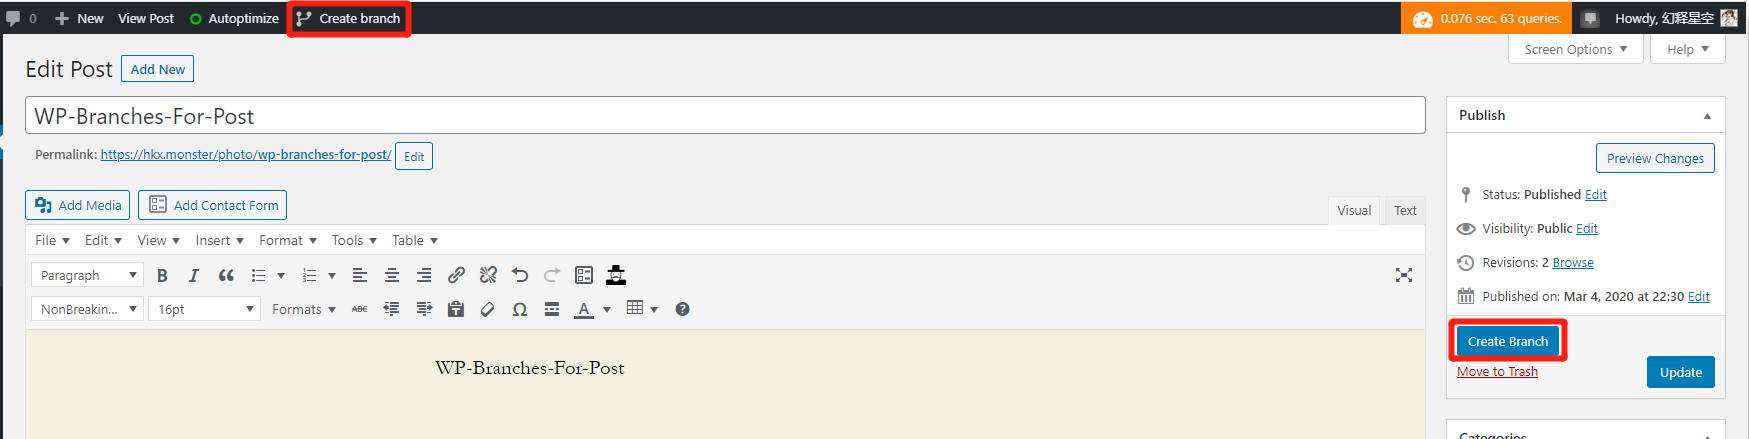 0 New View Post Autoptimize Create branch 0.076 sec. 63 queries. Howdy, 幻释星空
Screen Options Help
Edit Post Add New
WP-Branches-For-Post
Permalink: https://hkx.monster/photo/wp-branches-for-post/ Edit
Add Media Add Contact Form Visual Text
File Edit View Insert Format Tools Table
Paragraph B I
NonBreakin... 16pt Formats ABC Ω A
WP-Branches-For-Post
Publish
Preview Changes
Status: Published Edit
Visibility: Public Edit
Revisions: 2 Browse
Published on: Mar 4, 2020 at 22:30 Edit
Create Branch
Move to Trash Update
Categories